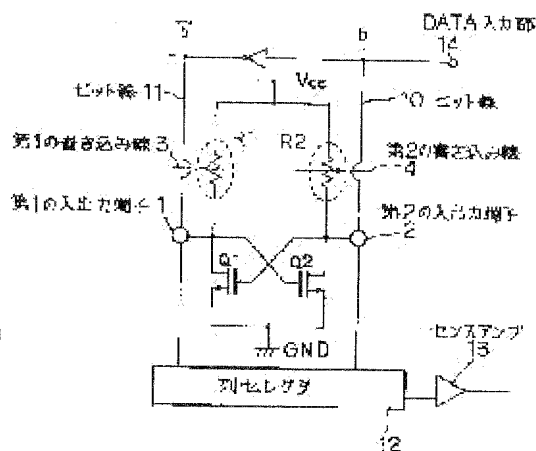 b
b
DATA入力部
14
ビット線 11
Vcc
10 ビット線
第1の書き込み線 3
R2
第2の書き込み線
4
第1の入出力端子 1
第2の入出力端子
2
Q1
Q2
GND
センスアンプ
13
列セレクタ
12